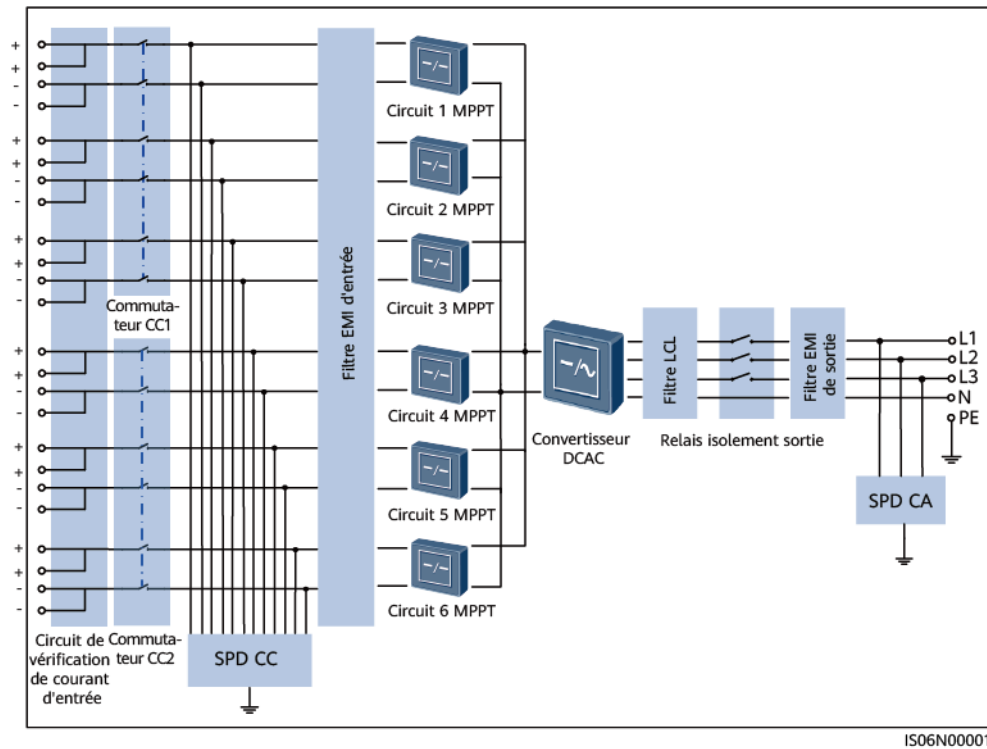 +
+
-
-
+
+
-
-
+
+
-
-
+
+
-
-
+
+
-
-
+
+
-
-
Circuit de
vérification
de courant
d'entrée
Commuta-
teur CC1
Commuta-
teur CC2
SPD CC
Filtre EMI d'entrée
Circuit 1 MPPT
Circuit 2 MPPT
Circuit 3 MPPT
Circuit 4 MPPT
Circuit 5 MPPT
Circuit 6 MPPT
Convertisseur
DCAC
Filtre LCL
Relais isolement sortie
Filtre EMI
de sortie
L1
L2
L3
N
PE
SPD CA
IS06N00001